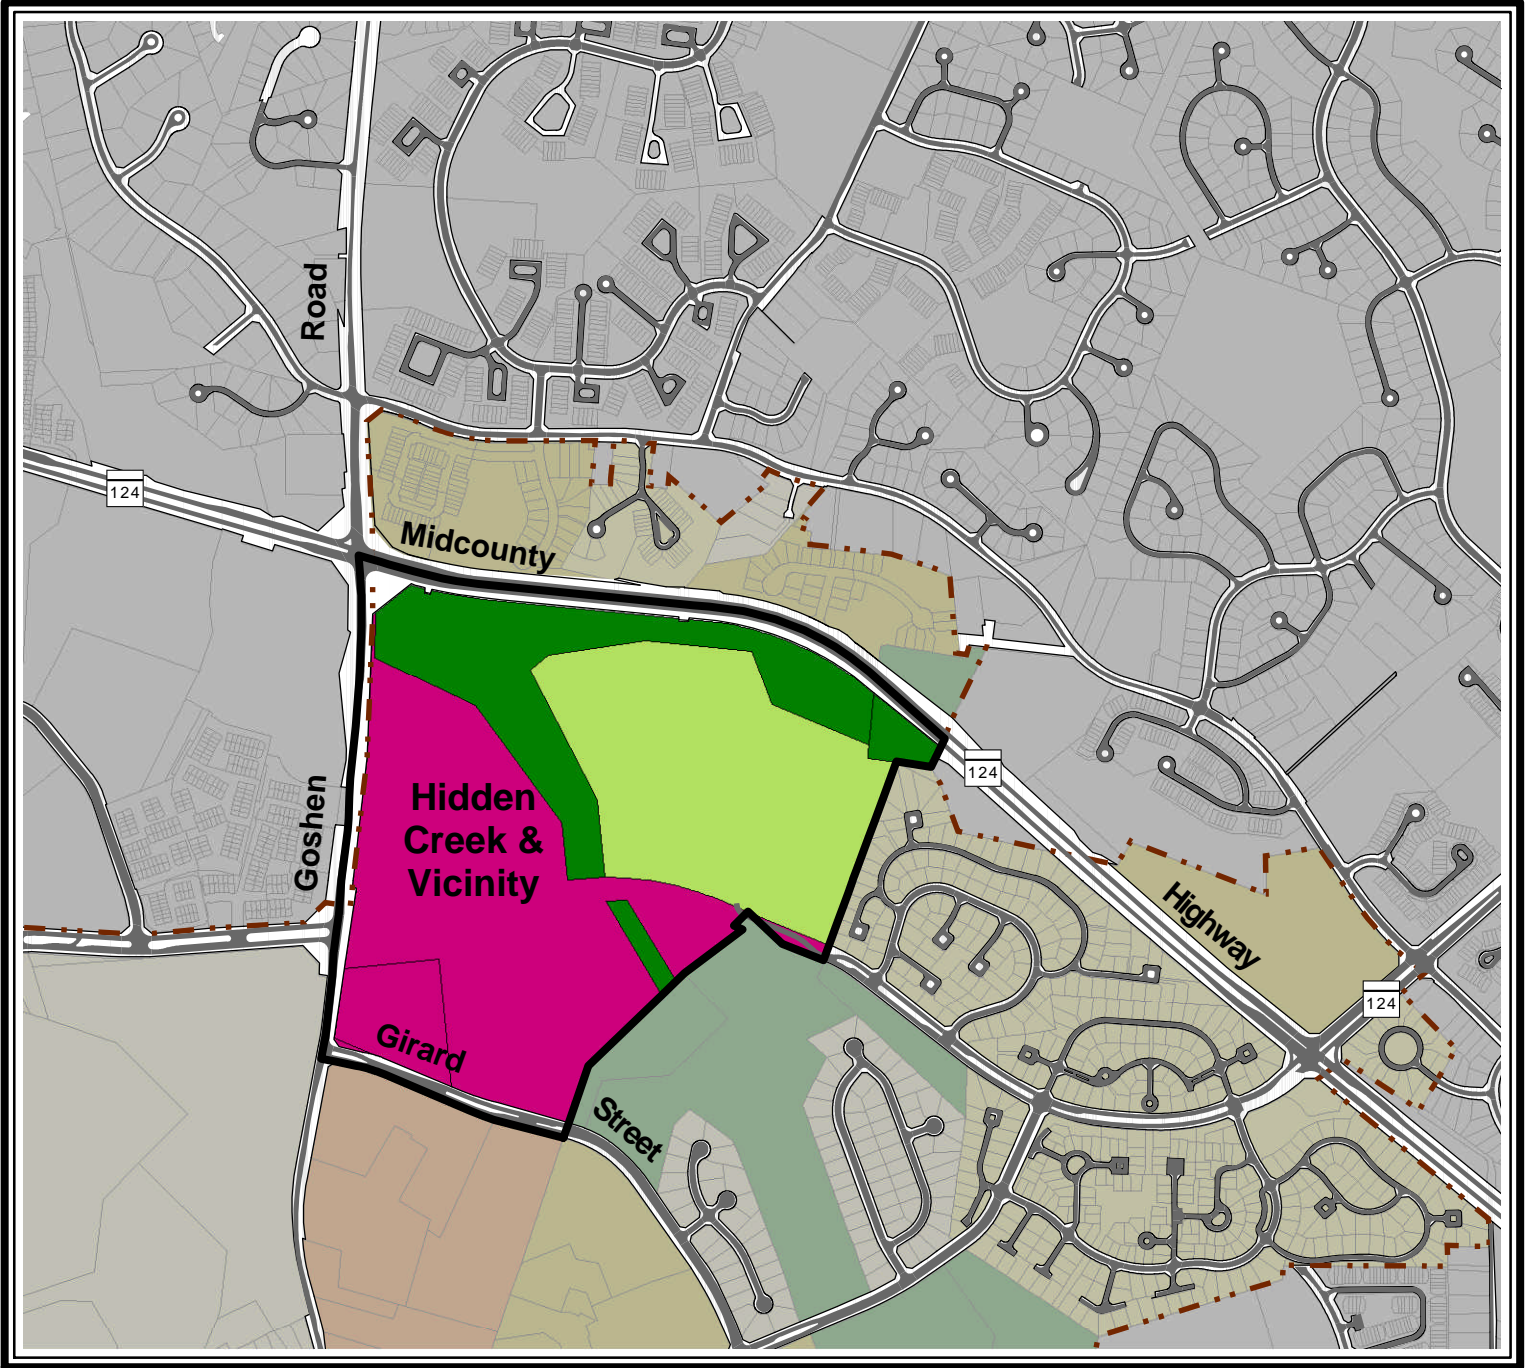 Road
124
Midcounty
124
Hidden
Creek &
Vicinity
Goshen
Highway
124
Girard
Street